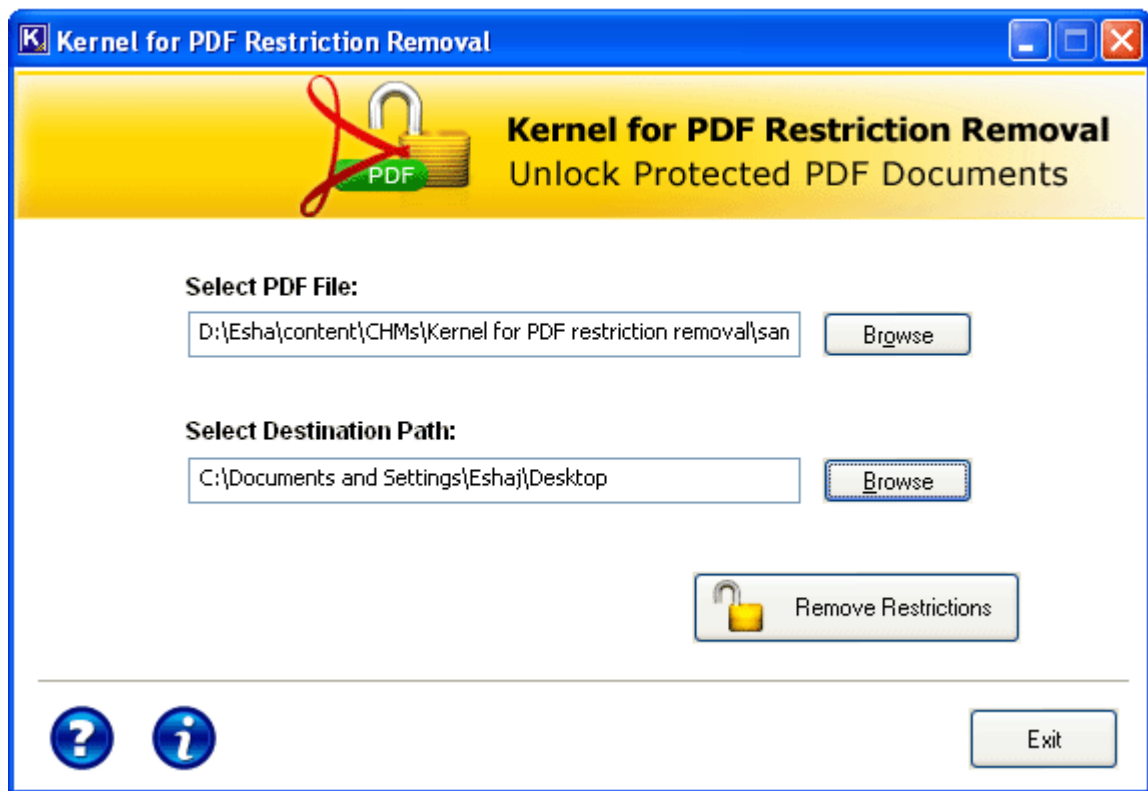 Kernel for PDF Restriction Removal
Kernel for PDF Restriction Removal
Unlock Protected PDF Documents
PDF
Select PDF File:
D:\Esha\content\CHMs\Kernel for PDF restriction removal\san
Browse
Select Destination Path:
C:\Documents and Settings\Eshaj\Desktop
Browse
Remove Restrictions
Exit